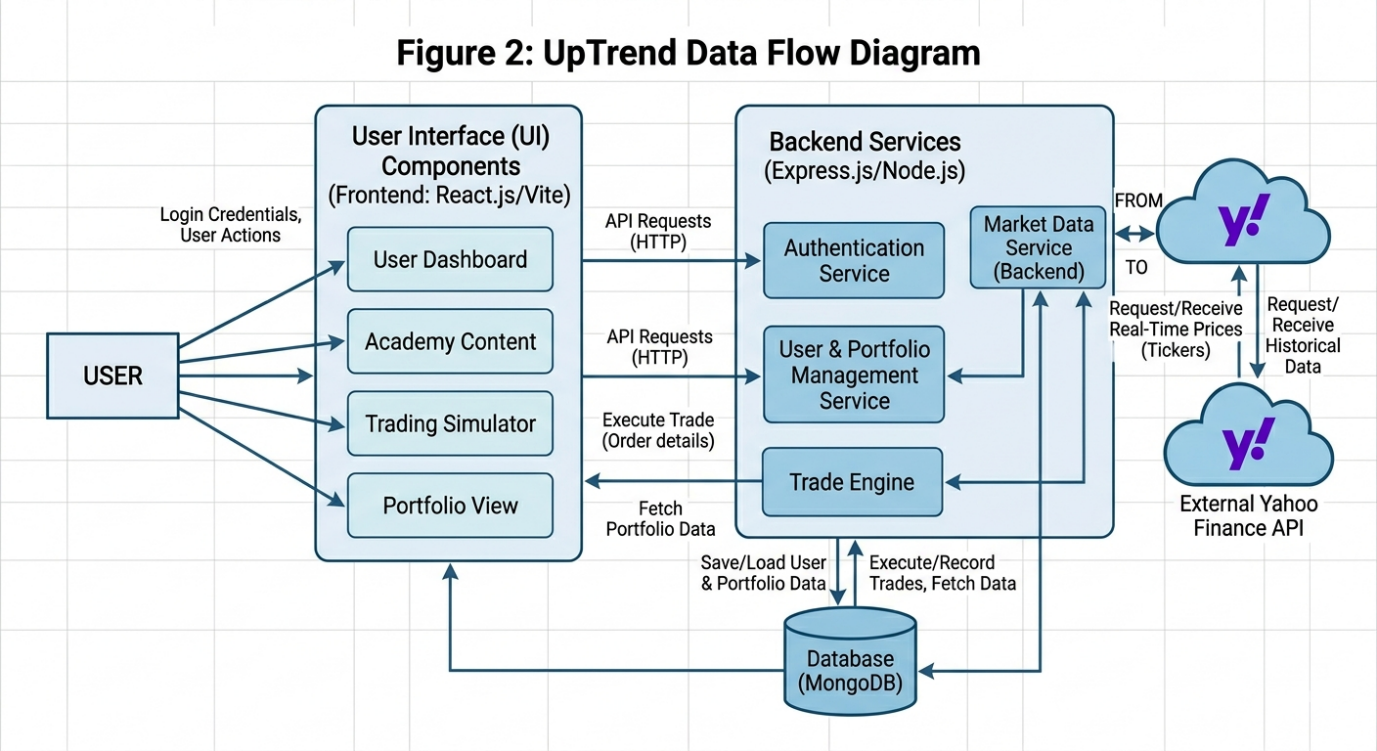 Figure 2: UpTrend Data Flow Diagram
User Interface (UI)
Components
(Frontend: React.js/Vite)
Login Credentials,
User Actions
USER
User Dashboard
Academy Content
Trading Simulator
Portfolio View
API Requests
(HTTP)
API Requests
(HTTP)
Execute Trade
(Order details)
Fetch
Portfolio Data
Backend Services
(Express.js/Node.js)
Authentication
Service
User & Portfolio
Management
Service
Trade Engine
Market Data
Service
(Backend)
FROM
TO
y!
Request/Receive
Real-Time Prices
(Tickers)
Request/
Receive
Historical
Data
y!
External Yahoo
Finance API
Save/Load User
& Portfolio Data
Execute/Record
Trades, Fetch Data
Database
(MongoDB)